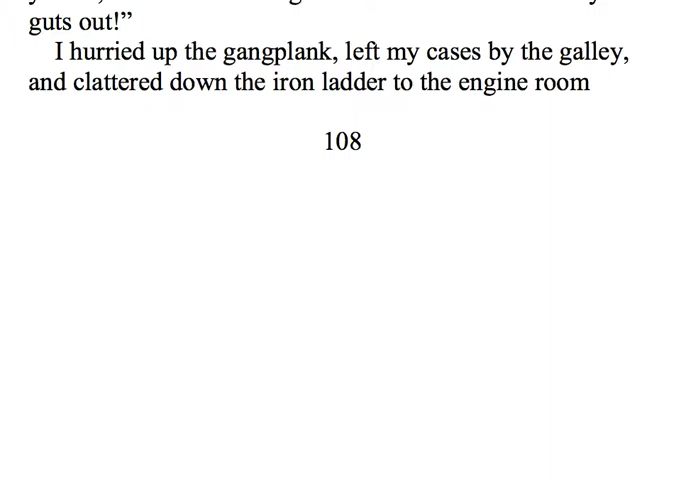 guts out!”
I hurried up the gangplank, left my cases by the galley,
and clattered down the iron ladder to the engine room
108